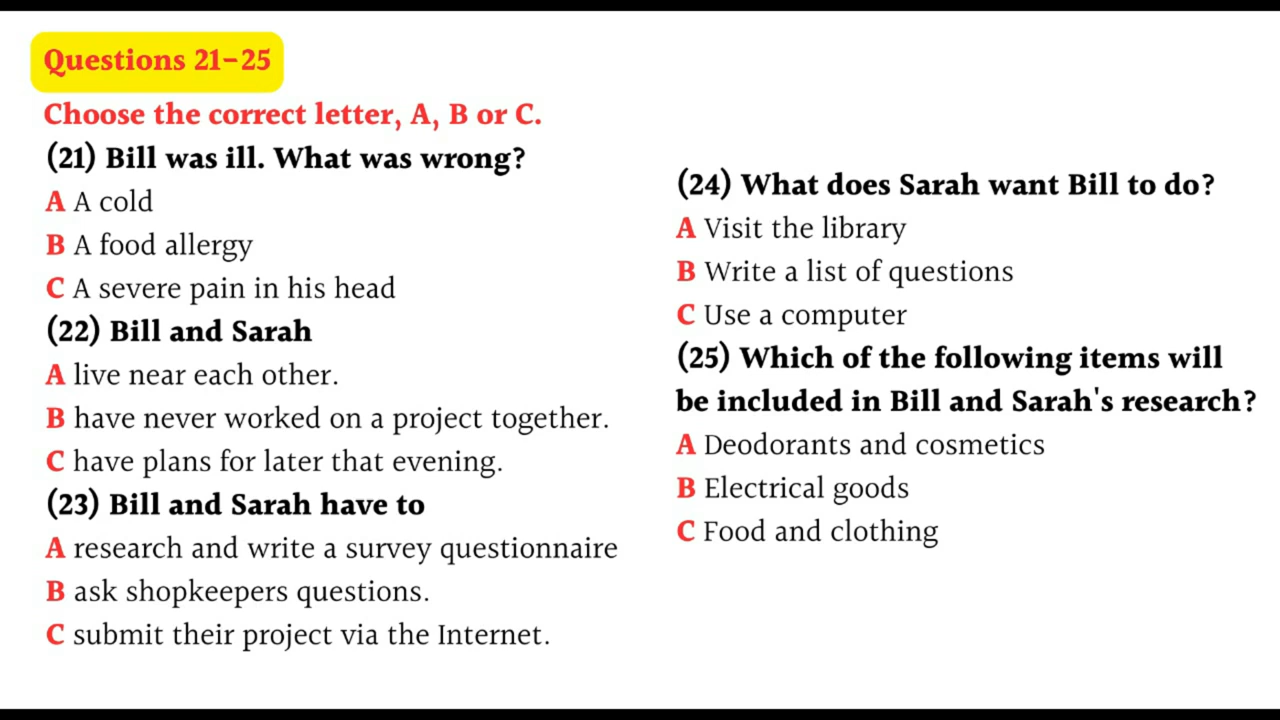 Questions 21–25
Choose the correct letter, A, B or C.
(21) Bill was ill. What was wrong?
A A cold
B A food allergy
C A severe pain in his head
(22) Bill and Sarah
A live near each other.
B have never worked on a project together.
C have plans for later that evening.
(23) Bill and Sarah have to
A research and write a survey questionnaire
B ask shopkeepers questions.
C submit their project via the Internet.
(24) What does Sarah want Bill to do?
A Visit the library
B Write a list of questions
C Use a computer
(25) Which of the following items will
be included in Bill and Sarah's research?
A Deodorants and cosmetics
B Electrical goods
C Food and clothing